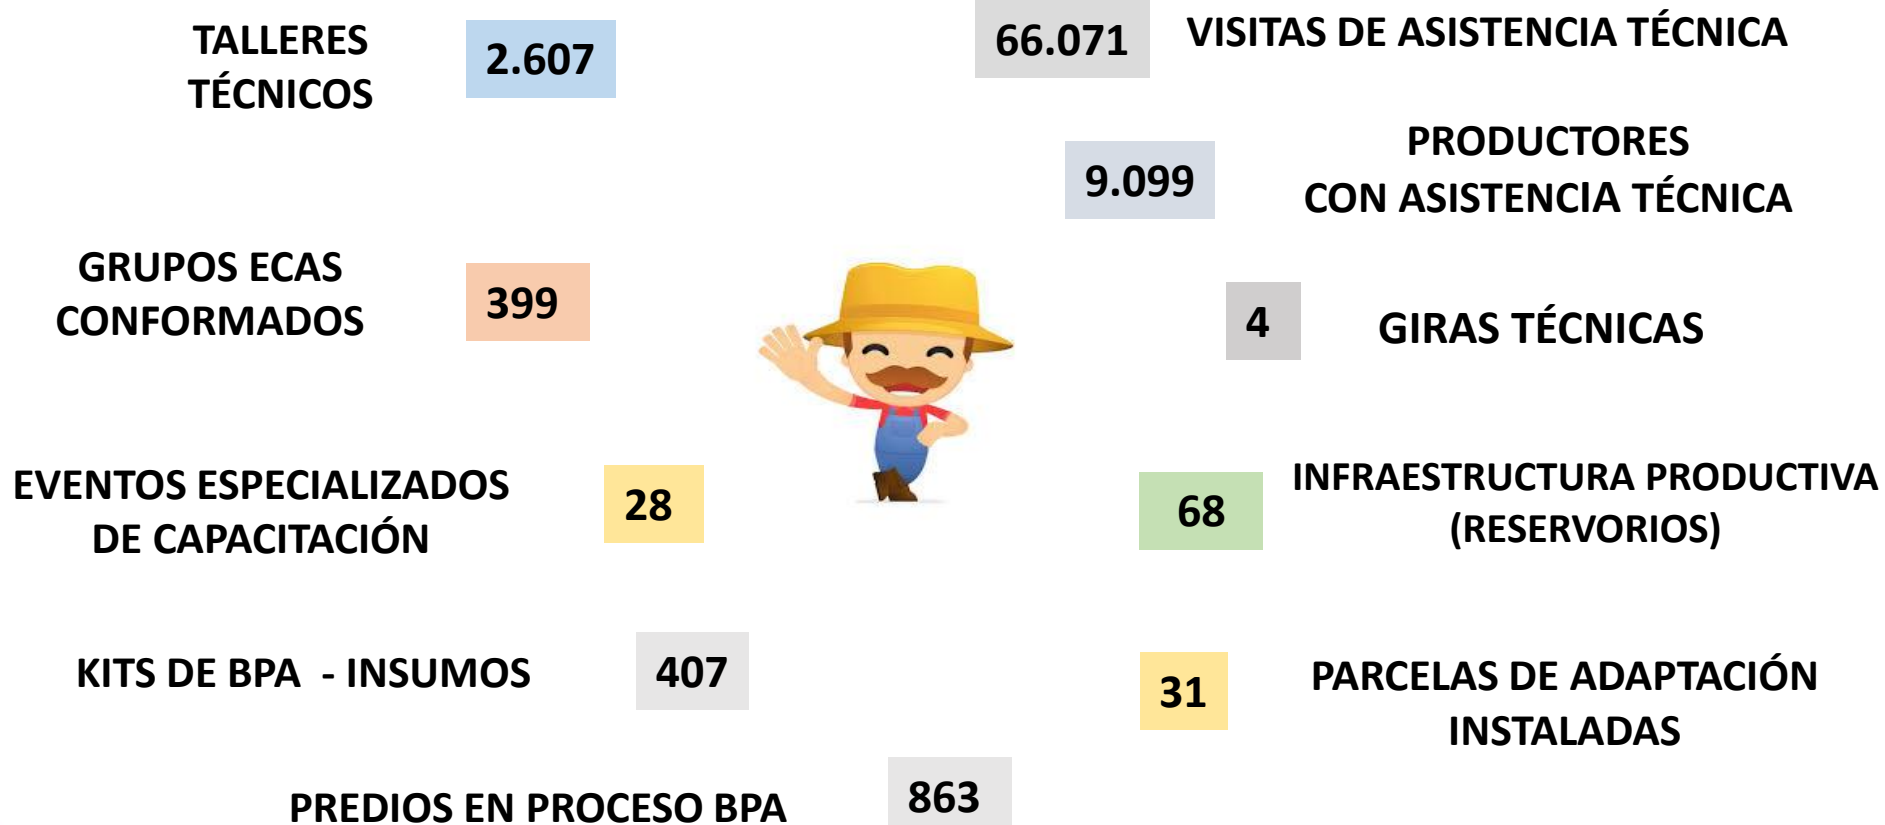 TALLERES
TÉCNICOS
2.607
66.071
VISITAS DE ASISTENCIA TÉCNICA
9.099
PRODUCTORES
CON ASISTENCIA TÉCNICA
GRUPOS ECAS
CONFORMADOS
399
4
GIRAS TÉCNICAS
EVENTOS ESPECIALIZADOS
DE CAPACITACIÓN
28
68
INFRAESTRUCTURA PRODUCTIVA
(RESERVORIOS)
KITS DE BPA - INSUMOS
407
31
PARCELAS DE ADAPTACIÓN
INSTALADAS
PREDIOS EN PROCESO BPA
863